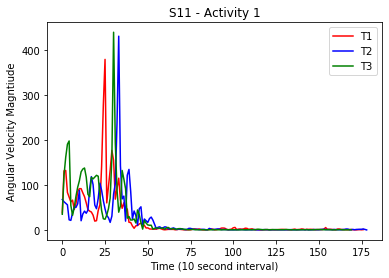 S11 - Activity 1
T1
T2
T3
Angular Velocity Magntiude
400
300
200
100
0
0
25
50
75
100
125
150
175
Time (10 second interval)